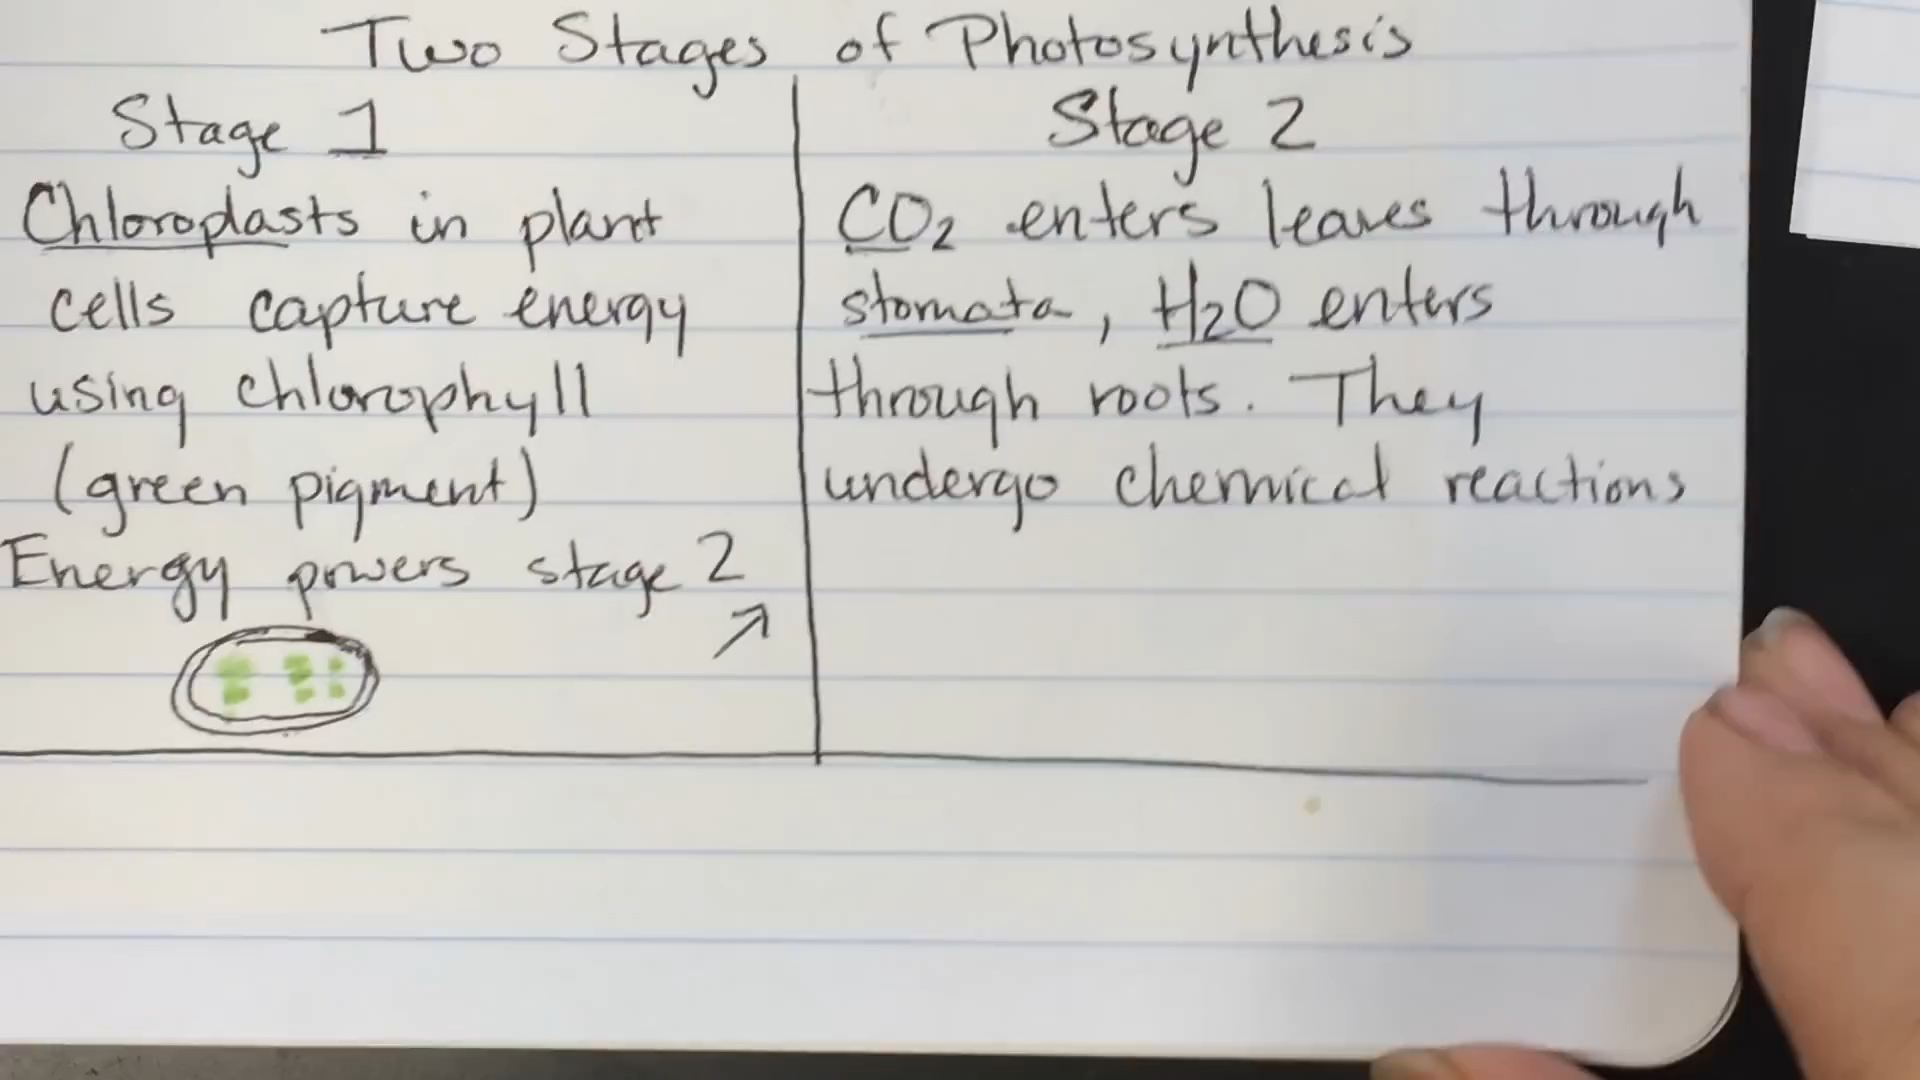 Two Stages of Photosynthesis
Stage 1
Chloroplasts in plant
cells capture energy
using chlorophyll
(green pigment)
Energy powers stage 2
Stage 2
CO₂ enters leaves through
stomata, H₂O enters
through roots. They
undergo chemical reactions